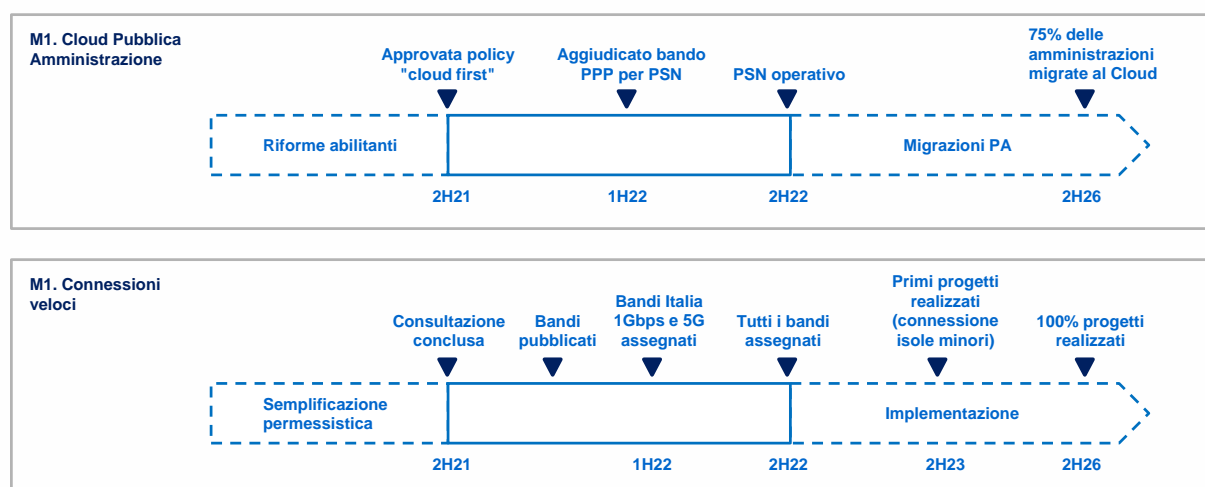 M1. Cloud Pubblica
Amministrazione
Approvata policy
"cloud first"
Aggiudicato bando
PPP per PSN
PSN operativo
75% delle
amministrazioni
migrate al Cloud
Riforme abilitanti
Migrazioni PA
2H21
1H22
2H22
2H26
M1. Connessioni
veloci
Consultazione
conclusa
Bandi
pubblicati
Bandi Italia
1Gbps e 5G
assegnati
Tutti i bandi
assegnati
Primi progetti
realizzati
(connessione
isole minori)
100% progetti
realizzati
Semplificazione
permessistica
Implementazione
2H21
1H22
2H22
2H23
2H26